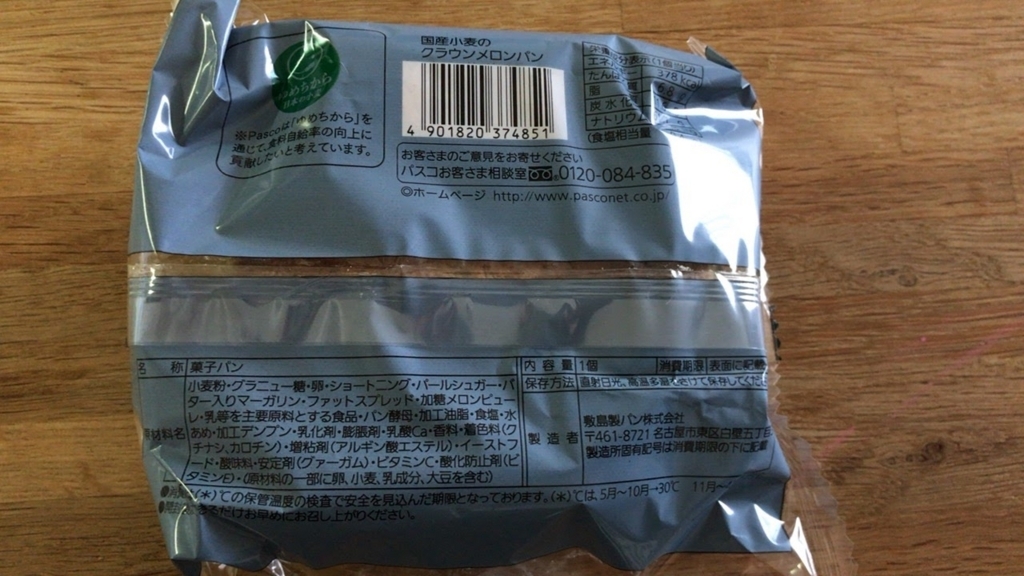 ゆめちから
※Pascoは「ゆめちから」を
通じて、食料自給率の向上に
貢献したいと考えています。
国産小麦の
クラウンメロンパン
4 901820 374851
お客さまのご意見をお寄せください
パスコお客さま相談室 0120-084-835
◎ホームページ http://www.pasconet.co.jp/
378 kcal
炭水化
ナトリウム
(食塩相当量
名 称 菓子パン
原材料名 小麦粉・グラニュー糖・卵・ショートニング・パールシュガー・バ
ター入りマーガリン・ファットスプレッド・加糖メロンピュー
レ・乳等を主要原料とする食品・パン酵母・加工油脂・食塩・水
あめ・加工デンプン・乳化剤・膨脹剤・乳酸Ca・香料・着色料(ク
チナシ、カロチン)・増粘剤(アルギン酸エステル)・イーストフ
ード・酸味料・安定剤(グァーガム)・ビタミンC・酸化防止剤(ビ
タミンE)・(原材料の一部に卵、小麦、乳成分、大豆を含む)
内容量 1個 消費期限 表面に記載
保存方法 直射日光、高温多湿を避けて保存してくださ
製造者 敷島製パン株式会社
〒461-8721 名古屋市東区白壁五丁目
製造所固有記号は消費期限の下に記載
(*)℃の保管温度の検査で安全を見込んだ期限となっております。(*)℃は、5月～10月→30℃ 11月～
るだけお早めにお召し上がりください。